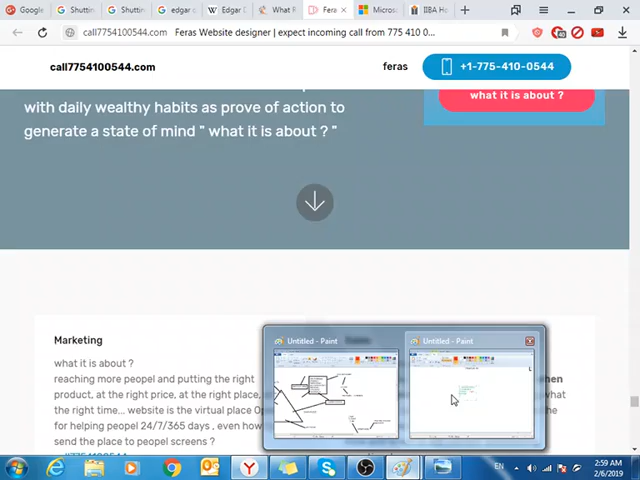 Google
Shuttin
Shuttin
edgar c
Edgar D
What R
Fera
Micros
IIBA Ho
call7754100544.com
Feras Website designer | expect incoming call from 775 410 0...
call7754100544.com
feras
+1-775-410-0544
with daily wealthy habits as prove of action to
generate a state of mind " what it is about ? "
what it is about ?
Marketing
what it is about ?
reaching more peopel and putting the right
product, at the right price, at the right place,
the right time... website is the virtual place
for helping peopel 24/7/365 days , even how
send the place to peopel screens ?
Untitled - Paint
Untitled - Paint
what
EN
2:59 AM
2/6/2019